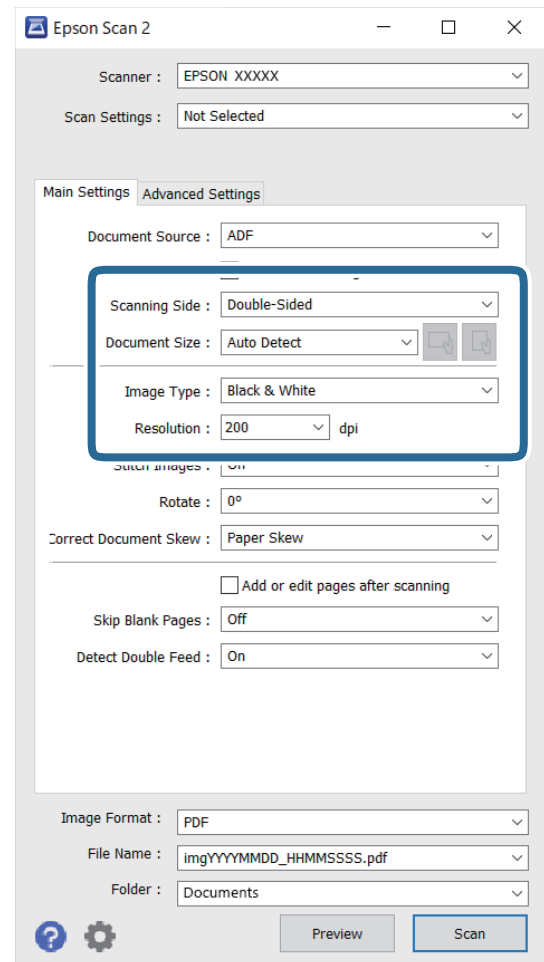 Epson Scan 2
Scanner : EPSON XXXXX
Scan Settings : Not Selected
Main Settings Advanced Settings
Document Source : ADF
Scanning Side : Double-Sided
Document Size : Auto Detect
Image Type : Black & White
Resolution : 200 dpi
Stitch Images : Off
Rotate : 0°
Correct Document Skew : Paper Skew
Add or edit pages after scanning
Skip Blank Pages : Off
Detect Double Feed : On
Image Format : PDF
File Name : imgYYYYMMDD_HHMMSSSS.pdf
Folder : Documents
Preview Scan